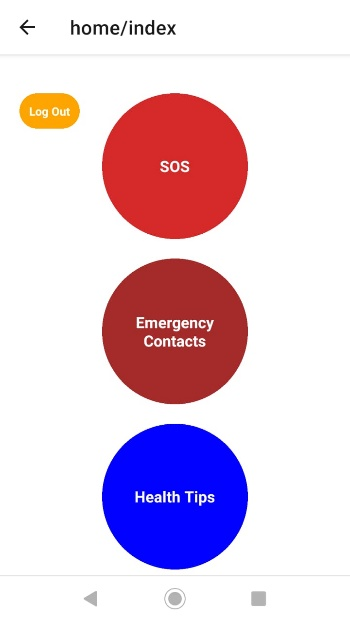 home/index
Log Out
SOS
Emergency
Contacts
Health Tips